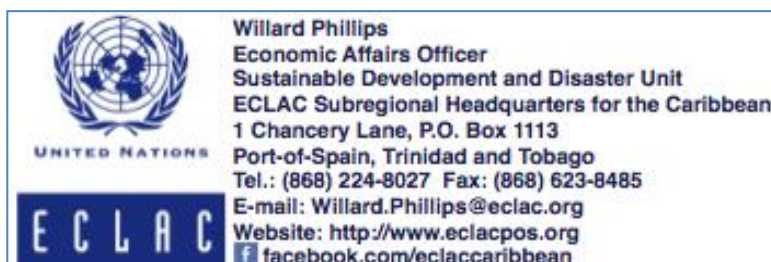 Willard Phillips
Economic Affairs Officer
Sustainable Development and Disaster Unit
ECLAC Subregional Headquarters for the Caribbean
1 Chancery Lane, P.O. Box 1113
Port-of-Spain, Trinidad and Tobago
Tel.: (868) 224-8027 Fax: (868) 623-8485
E-mail: Willard.Phillips@eclac.org
Website: http://www.eclacpos.org
f facebook.com/eclaccaribbean
UNITED NATIONS
ECLAC